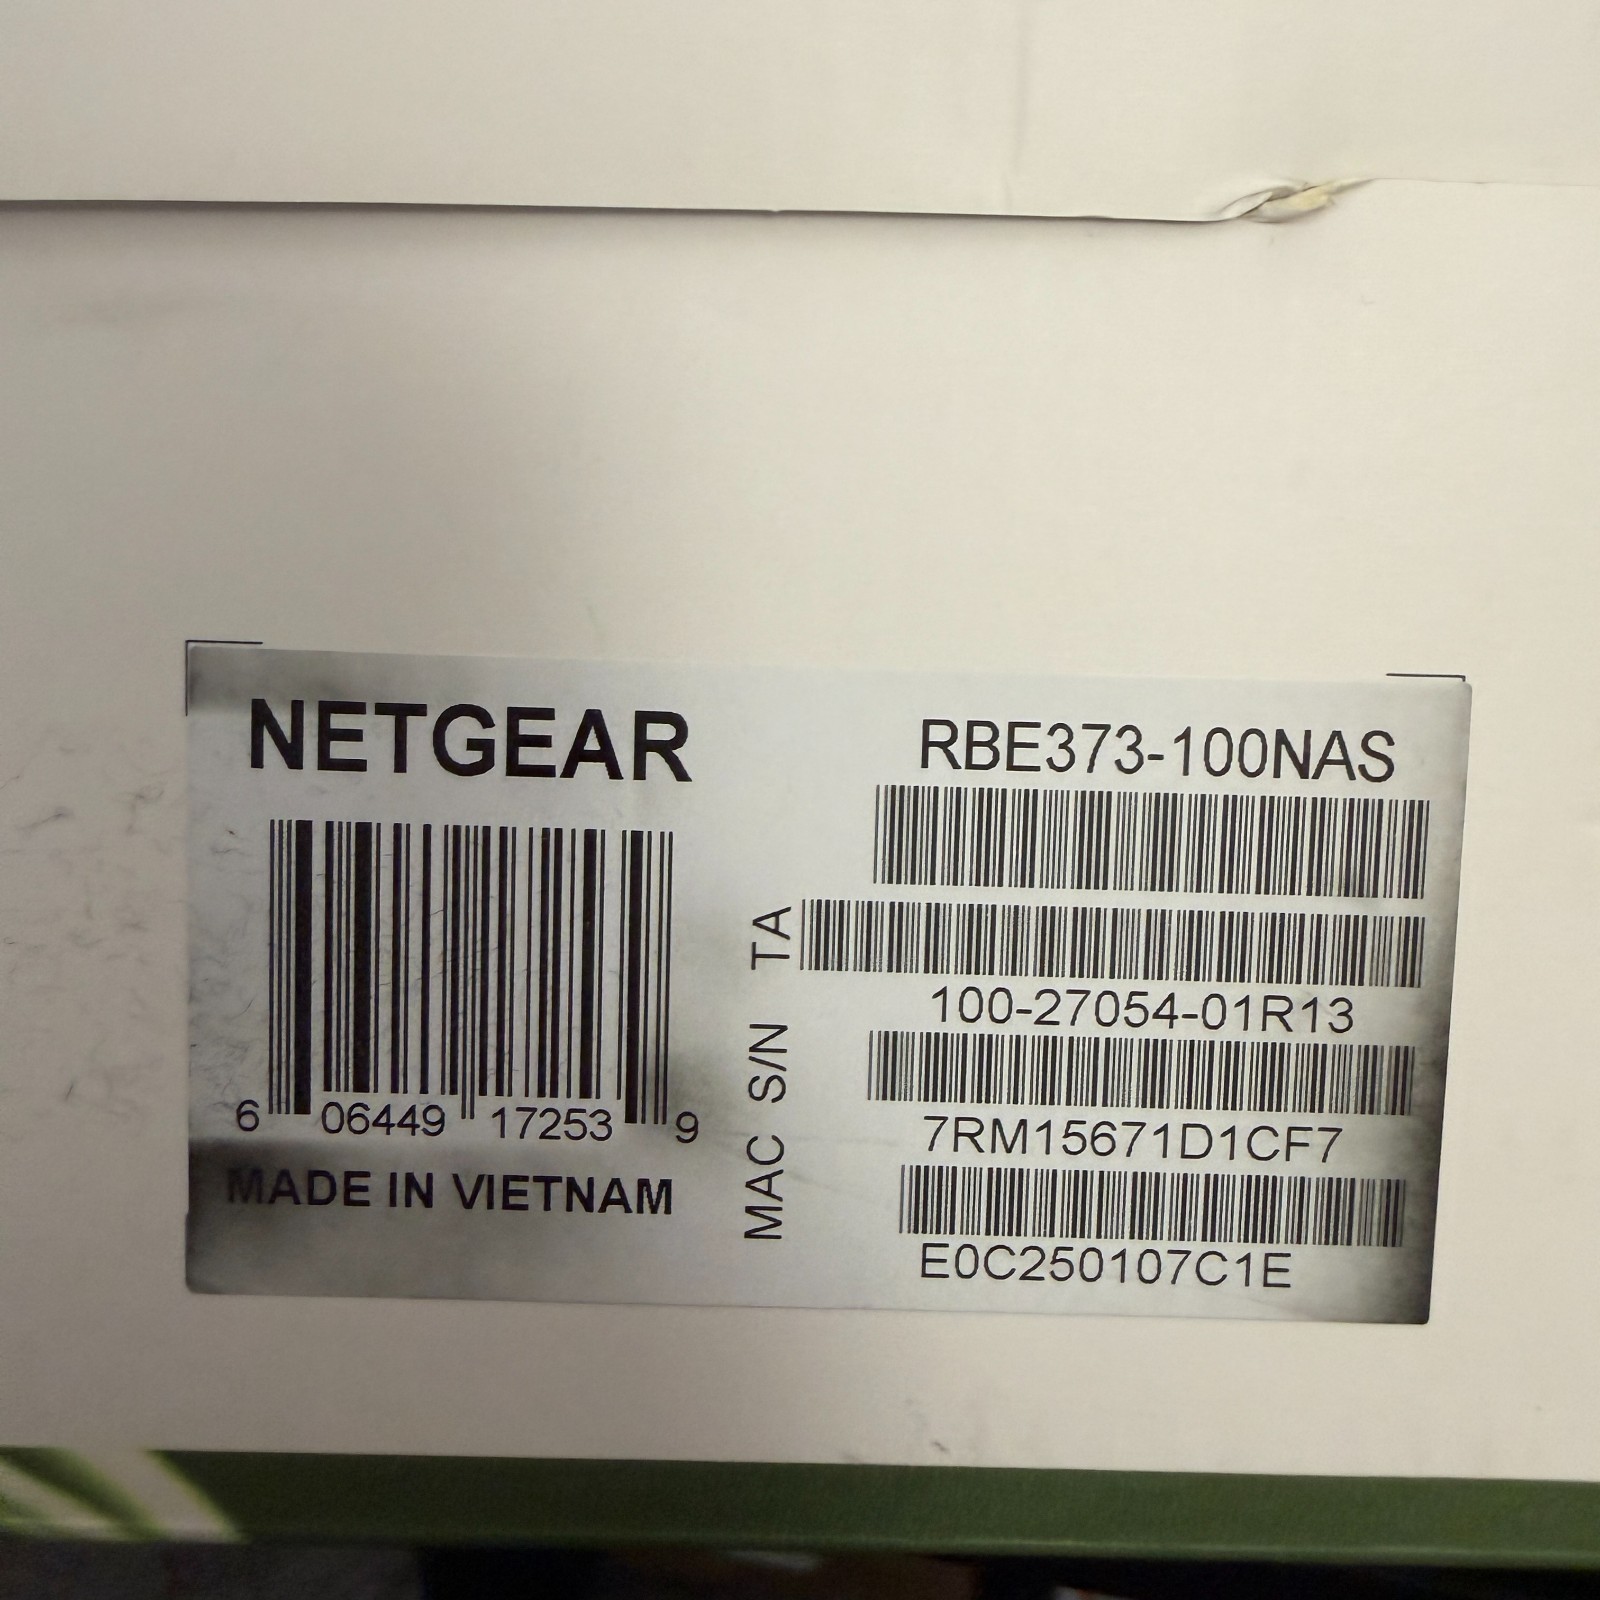 NETGEAR
6 06449 17253 9
MADE IN VIETNAM
RBE373-100NAS
TA
100-27054-01R13
S/N
7RM15671D1CF7
MAC
E0C250107C1E